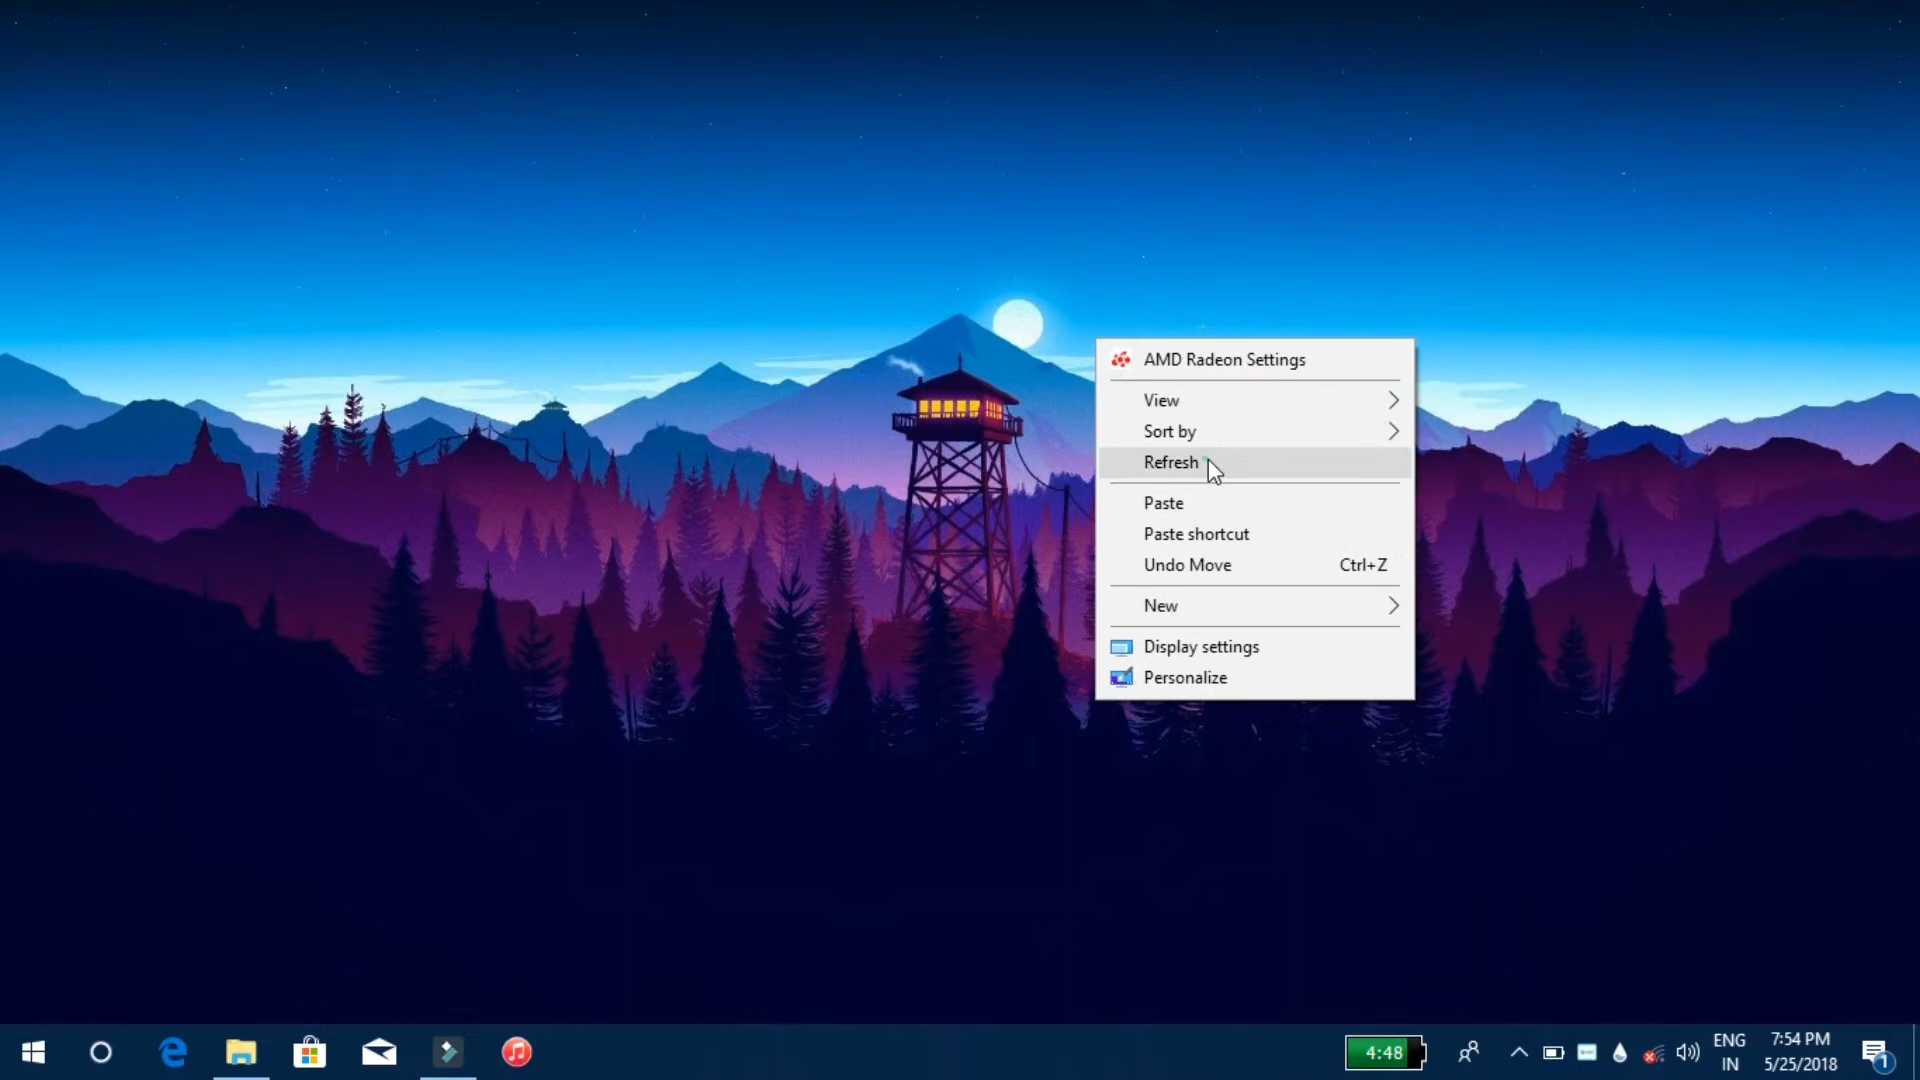 AMD Radeon Settings
View
Sort by
Refresh
Paste
Paste shortcut
Undo Move Ctrl+Z
New
Display settings
Personalize
4:48
ENG
IN
7:54 PM
5/25/2018
1